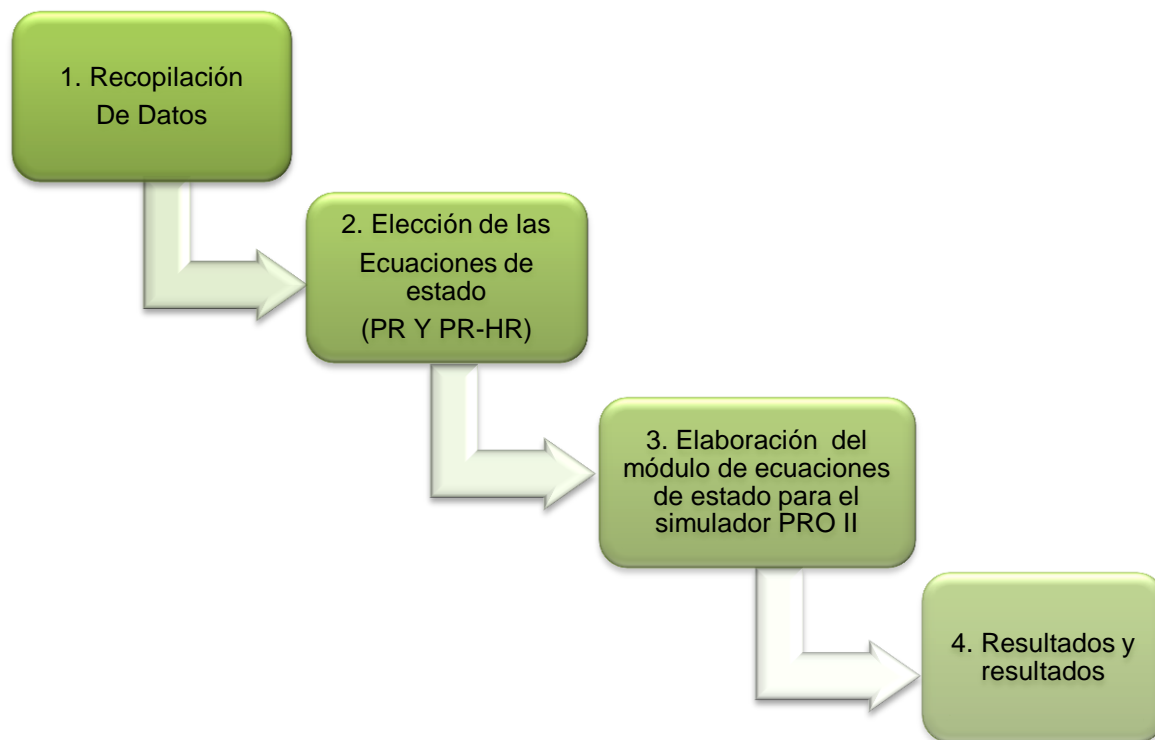 1. Recopilación
De Datos
2. Elección de las
Ecuaciones de
estado
(PR Y PR-HR)
3. Elaboración del
módulo de ecuaciones
de estado para el
simulador PRO II
4. Resultados y
resultados